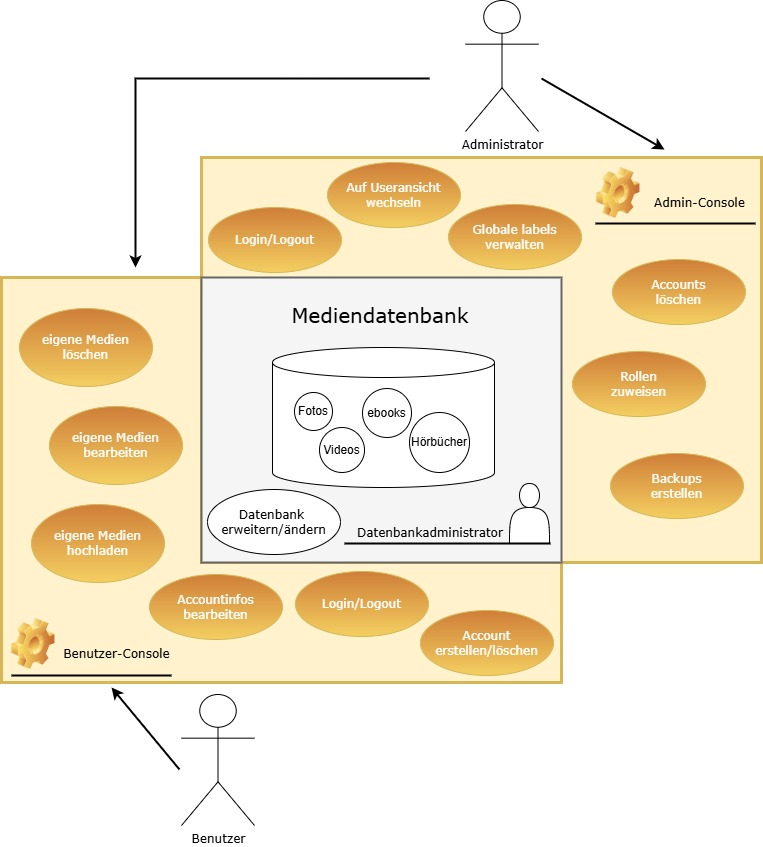 Administrator
Auf Useransicht
wechseln
Login/Logout
Globale labels
verwalten
Admin-Console
Accounts
löschen
Rollen
zuweisen
Backups
erstellen
Mediendatenbank
Fotos
ebooks
Videos
Hörbücher
Datenbank
erweitern/ändern
Datenbankadministrator
eigene Medien
löschen
eigene Medien
bearbeiten
eigene Medien
hochladen
Accountinfos
bearbeiten
Login/Logout
Account
erstellen/löschen
Benutzer-Console
Benutzer